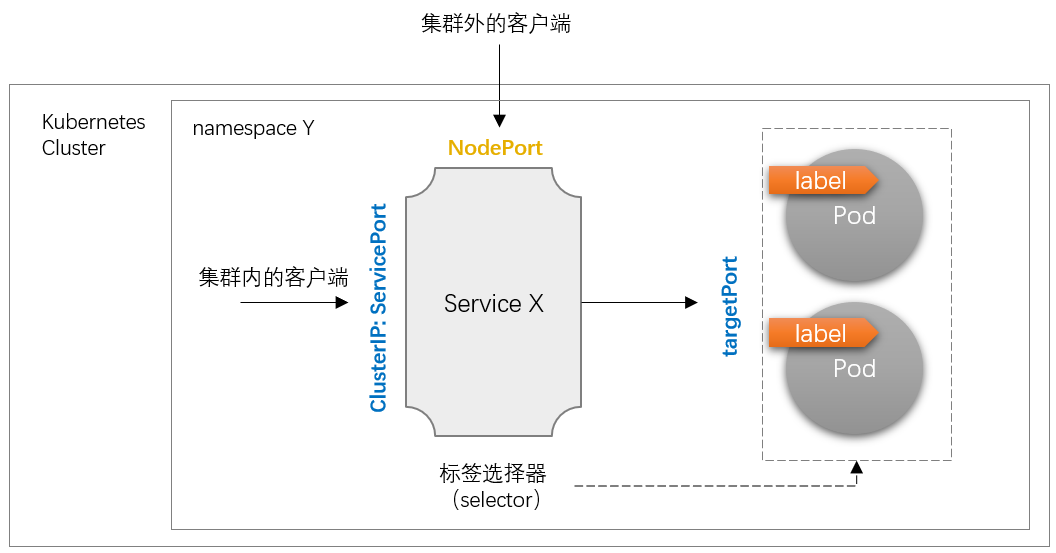 集群外的客户端
Kubernetes
Cluster
namespace Y
NodePort
集群内的客户端
ClusterIP: ServicePort
Service X
targetPort
label
Pod
label
Pod
标签选择器
（selector）